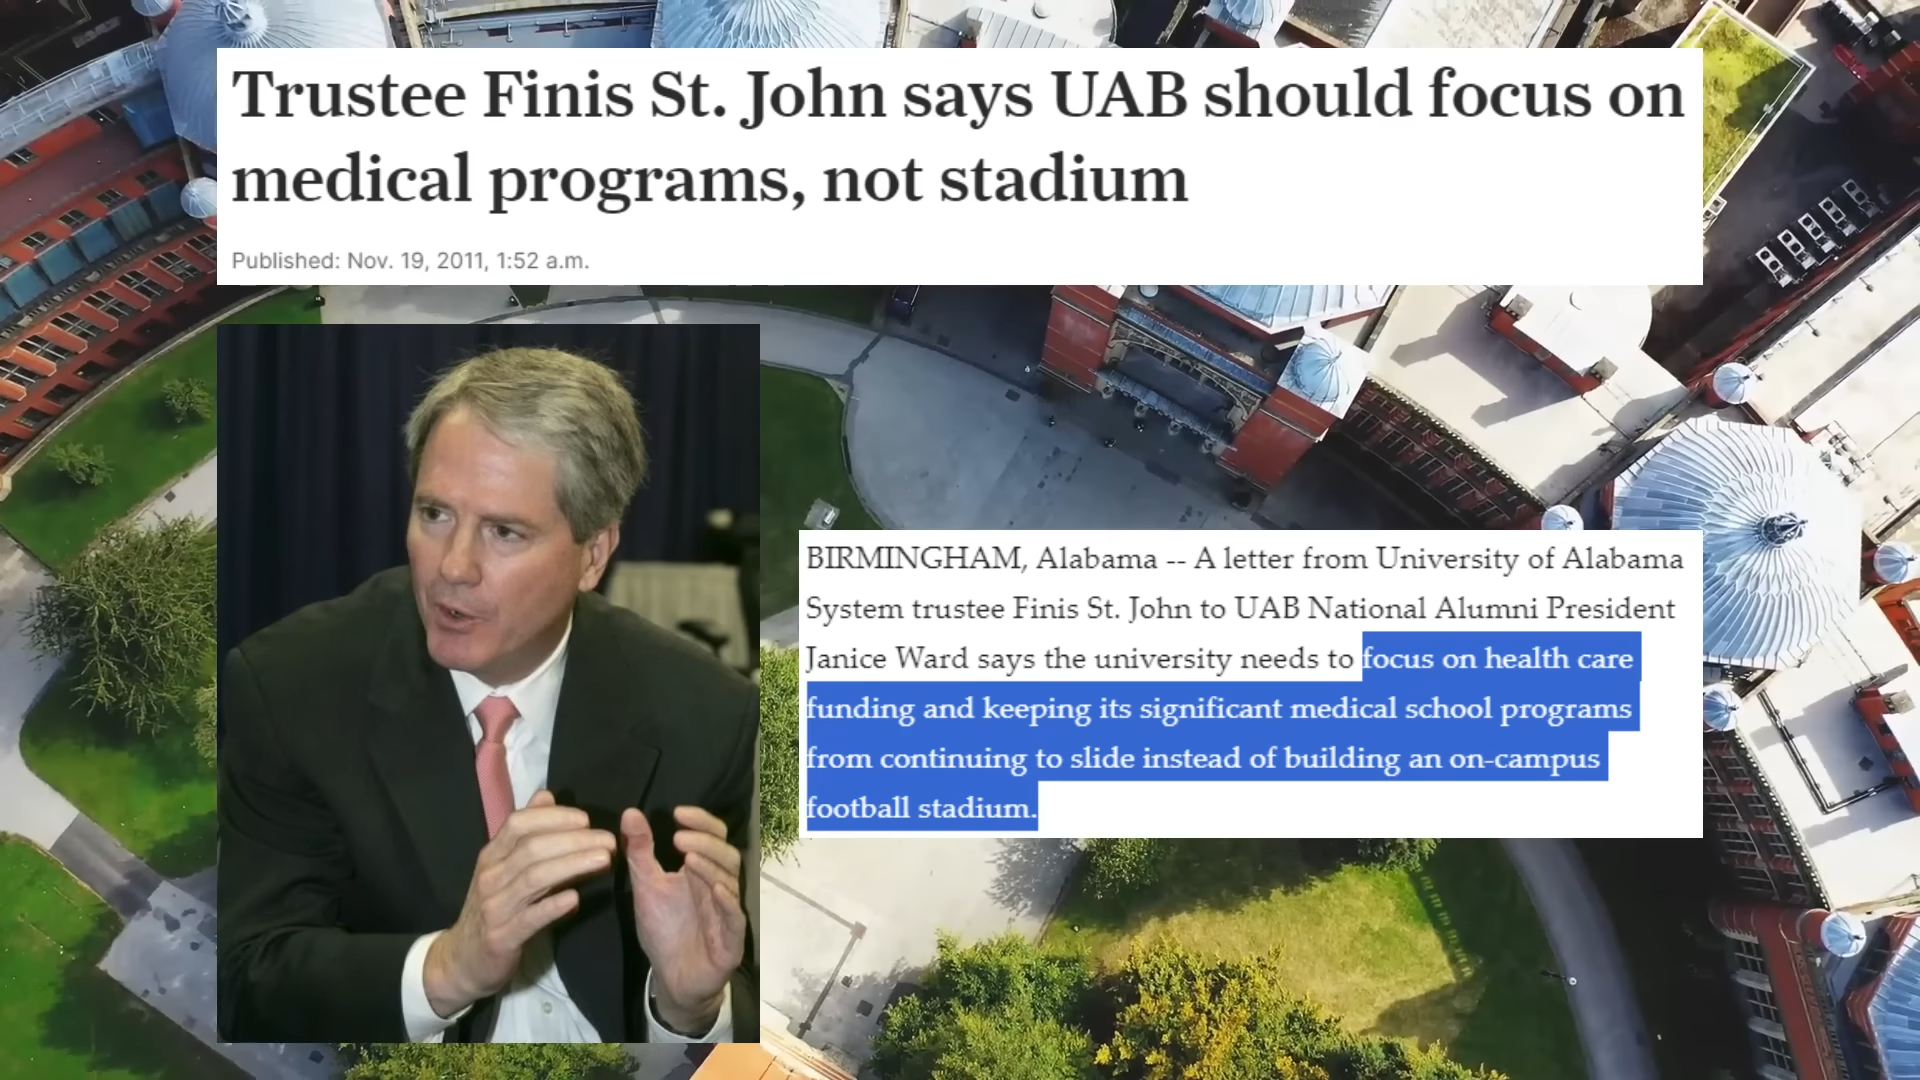 Trustee Finis St. John says UAB should focus on
medical programs, not stadium
Published: Nov. 19, 2011, 1:52 a.m.
BIRMINGHAM, Alabama -- A letter from University of Alabama
System trustee Finis St. John to UAB National Alumni President
Janice Ward says the university needs to focus on health care
funding and keeping its significant medical school programs
from continuing to slide instead of building an on-campus
football stadium.